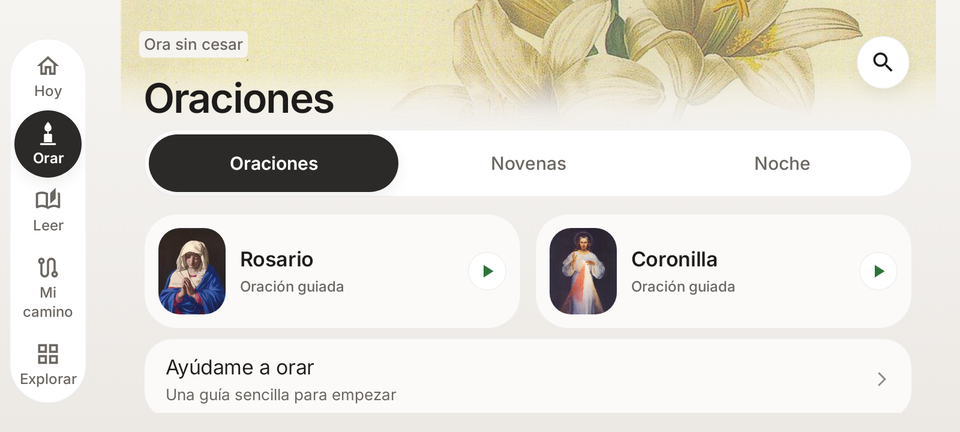 Ora sin cesar
Oraciones
Hoy
Orar
Leer
Mi
camino
Explorar
Oraciones
Novenas
Noche
Rosario
Oración guiada
Coronilla
Oración guiada
Ayúdame a orar
Una guía sencilla para empezar